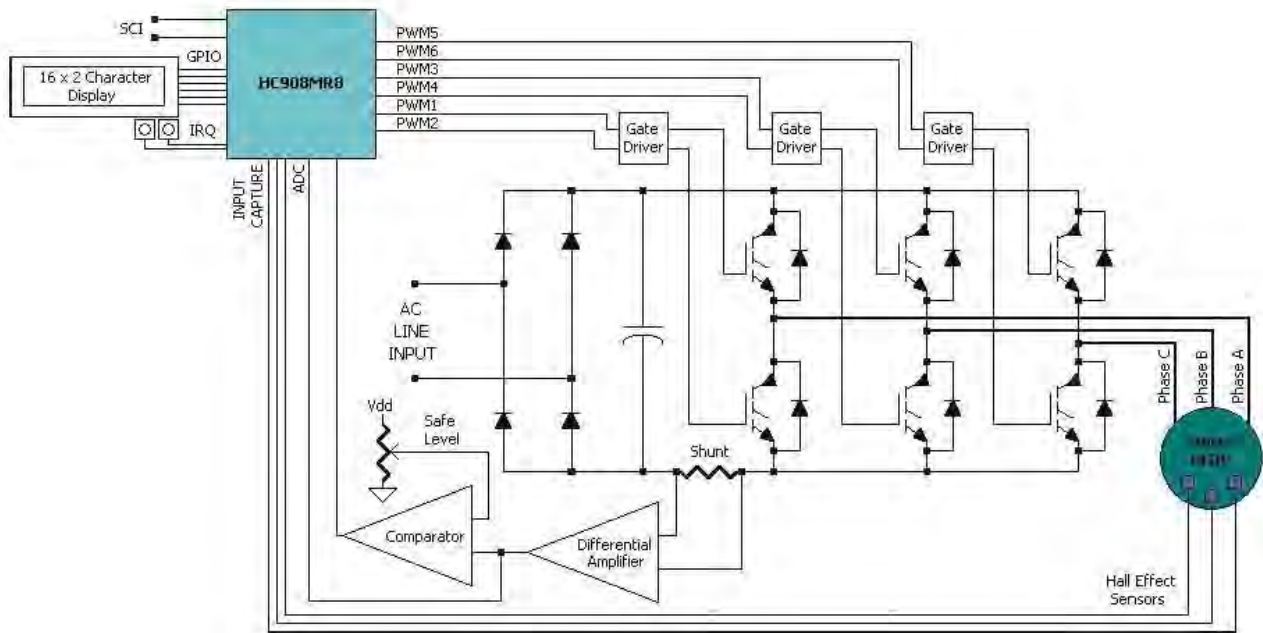 SCI
GPIO
16 x 2 Character
Display
IRQ
HC908MR8
PWM5
PWM6
PWM3
PWM4
PWM1
PWM2
INPUT
CAPTURE
ADC
Gate
Driver
Gate
Driver
Gate
Driver
AC
LINE
INPUT
Phase C
Phase B
Phase A
Vdd
Safe
Level
Shunt
Comparator
Differential
Amplifier
Hall Effect
Sensors